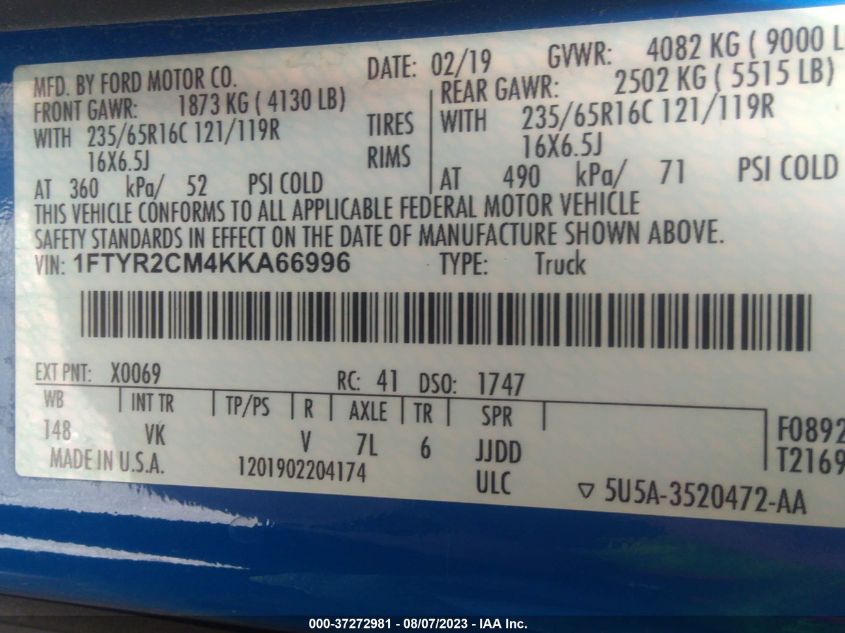 MFD. BY FORD MOTOR CO. DATE: 02/19 GVWR: 4082 KG ( 9000 L
FRONT GAWR: 1873 KG ( 4130 LB) REAR GAWR: 2502 KG ( 5515 LB)
WITH 235/65R16C 121/119R TIRES WITH 235/65R16C 121/119R
16X6.5J RIMS 16X6.5J
AT 360 kPa/ 52 PSI COLD AT 490 kPa/ 71 PSI COLD
THIS VEHICLE CONFORMS TO ALL APPLICABLE FEDERAL MOTOR VEHICLE
SAFETY STANDARDS IN EFFECT ON THE DATE OF MANUFACTURE SHOWN ABOVE.
VIN: 1FTYR2CM4KKA66996 TYPE: Truck
EXT PNT: X0069 RC: 41 DSO: 1747
WB INT TR TP/PS R AXLE TR SPR
148 VK V 7L 6 JJDD F0892
MADE IN U.S.A. 1201902204174 ULC T2169
▽ 5U5A-3520472-AA
000-37272981 - 08/07/2023 - IAA Inc.